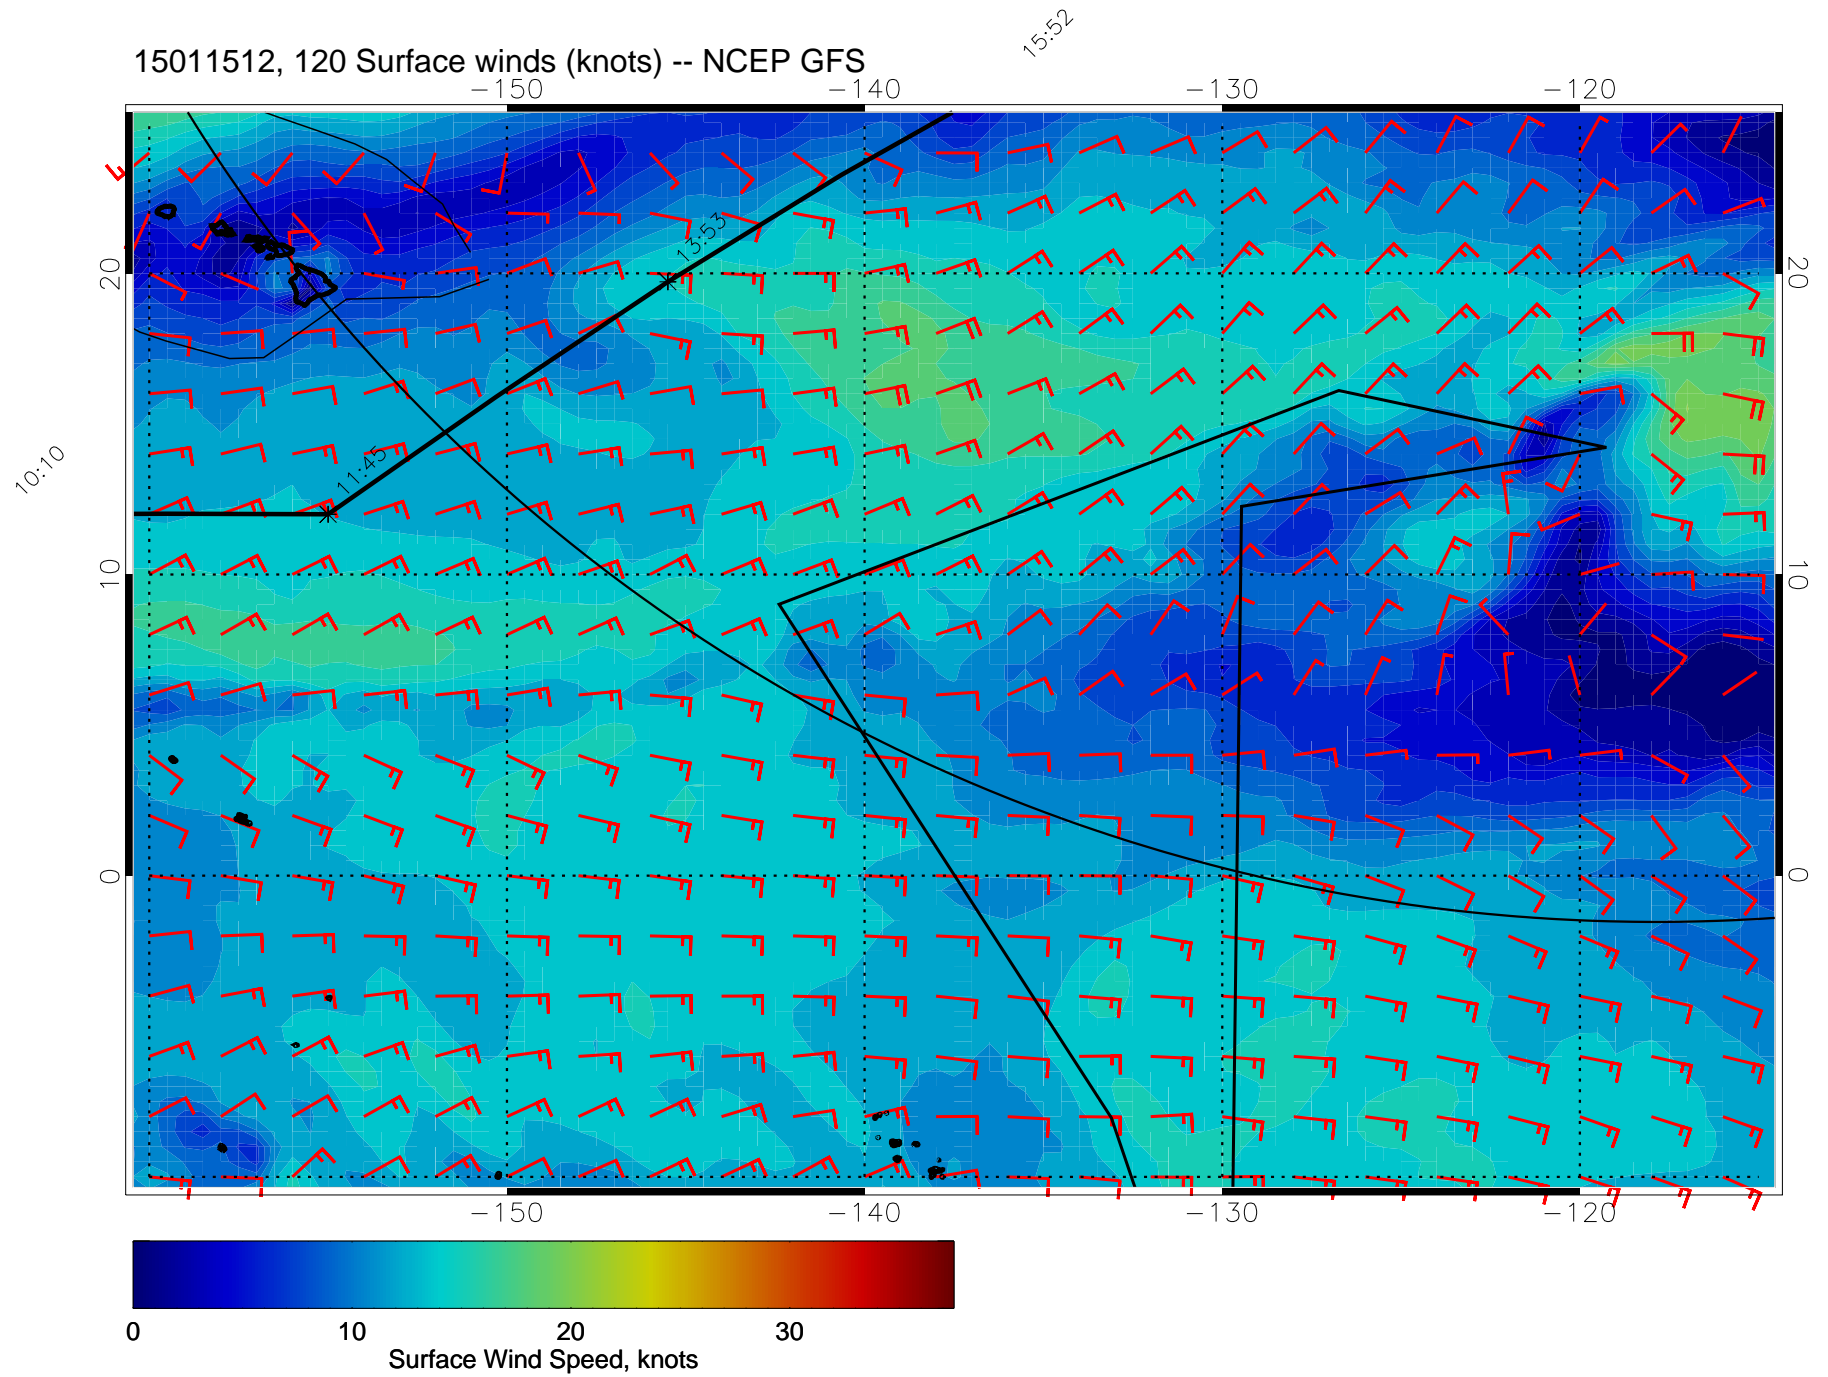 15:52
15011512, 120 Surface winds (knots) -- NCEP GFS
-150 -140 -130 -120
13:53
20 20
11:45
10:10
10 10
0 0
-150 -140 -130 -120
0 10 20 30
Surface Wind Speed, knots